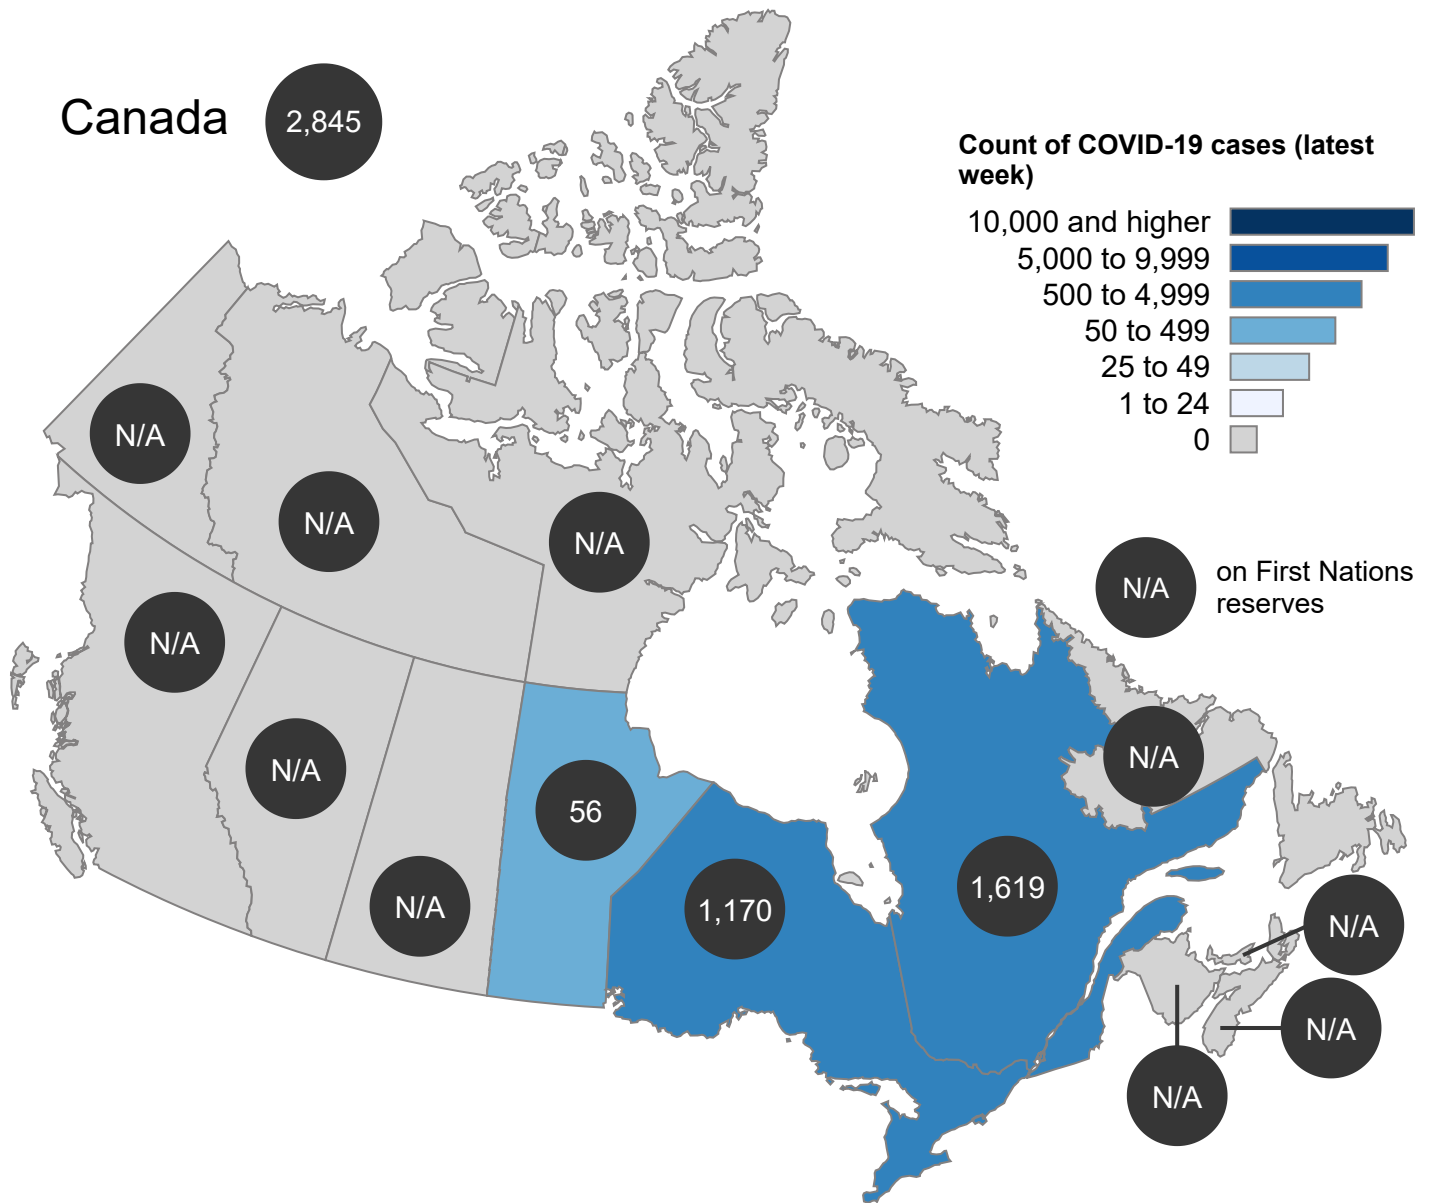 Canada
2,845
Count of COVID-19 cases (latest
week)
10,000 and higher
5,000 to 9,999
500 to 4,999
50 to 499
25 to 49
1 to 24
0
N/A
N/A
N/A
N/A
on First Nations
reserves
N/A
N/A
N/A
56
N/A
1,170
1,619
N/A
N/A
N/A
N/A